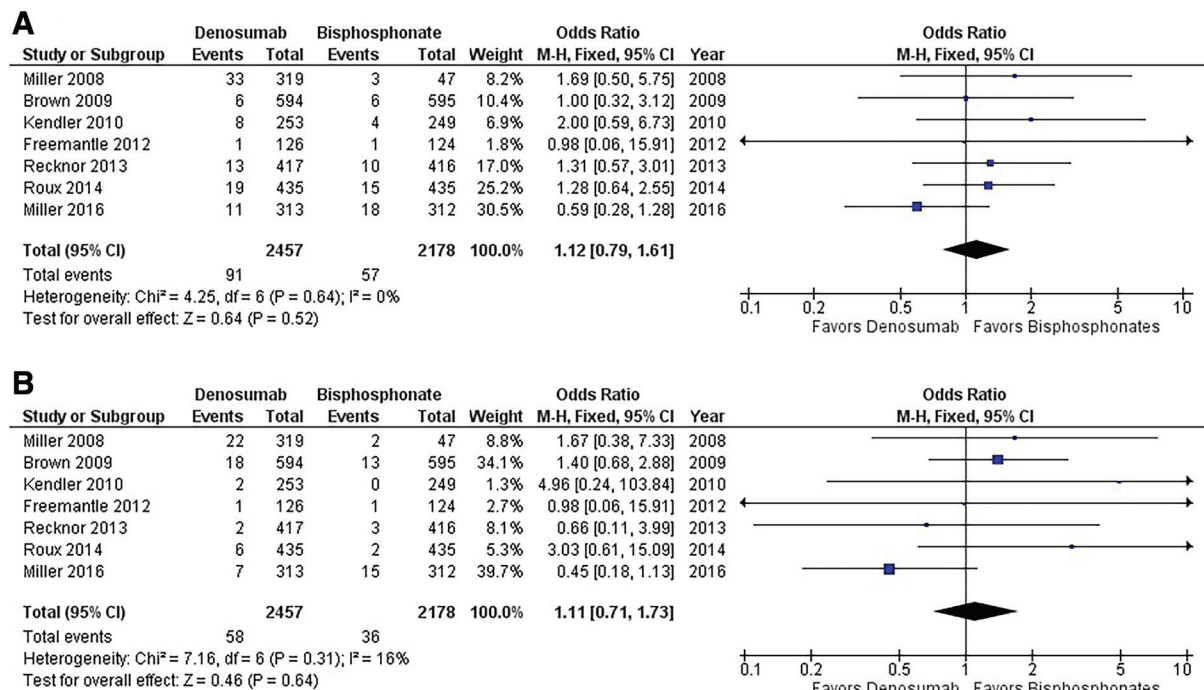 A
Denosumab Bisphosphonate Odds Ratio Odds Ratio
Study or Subgroup Events Total Events Total Weight M-H, Fixed, 95% CI Year M-H, Fixed, 95% CI
Miller 2008 33 319 3 47 8.2% 1.69 [0.50, 5.75] 2008
Brown 2009 6 594 6 595 10.4% 1.00 [0.32, 3.12] 2009
Kendler 2010 8 253 4 249 6.9% 2.00 [0.59, 6.73] 2010
Freemantle 2012 1 126 1 124 1.8% 0.98 [0.06, 15.91] 2012
Recknor 2013 13 417 10 416 17.0% 1.31 [0.57, 3.01] 2013
Roux 2014 19 435 15 435 25.2% 1.28 [0.64, 2.55] 2014
Miller 2016 11 313 18 312 30.5% 0.59 [0.28, 1.28] 2016
Total (95% CI) 2457 2178 100.0% 1.12 [0.79, 1.61]
Total events 91 57
Heterogeneity: Chi² = 4.25, df = 6 (P = 0.64); I² = 0%
Test for overall effect: Z = 0.64 (P = 0.52)
0.1 0.2 0.5 1 2 5 10
Favors Denosumab Favors Bisphosphonates
B
Denosumab Bisphosphonate Odds Ratio Odds Ratio
Study or Subgroup Events Total Events Total Weight M-H, Fixed, 95% CI Year M-H, Fixed, 95% CI
Miller 2008 22 319 2 47 8.8% 1.67 [0.38, 7.33] 2008
Brown 2009 18 594 13 595 34.1% 1.40 [0.68, 2.88] 2009
Kendler 2010 2 253 0 249 1.3% 4.96 [0.24, 103.84] 2010
Freemantle 2012 1 126 1 124 2.7% 0.98 [0.06, 15.91] 2012
Recknor 2013 2 417 3 416 8.1% 0.66 [0.11, 3.99] 2013
Roux 2014 6 435 2 435 5.3% 3.03 [0.61, 15.09] 2014
Miller 2016 7 313 15 312 39.7% 0.45 [0.18, 1.13] 2016
Total (95% CI) 2457 2178 100.0% 1.11 [0.71, 1.73]
Total events 58 36
Heterogeneity: Chi² = 7.16, df = 6 (P = 0.31); I² = 16%
Test for overall effect: Z = 0.46 (P = 0.64)
0.1 0.2 0.5 1 2 5 10
Favors Denosumab Favors Bisphosphonates